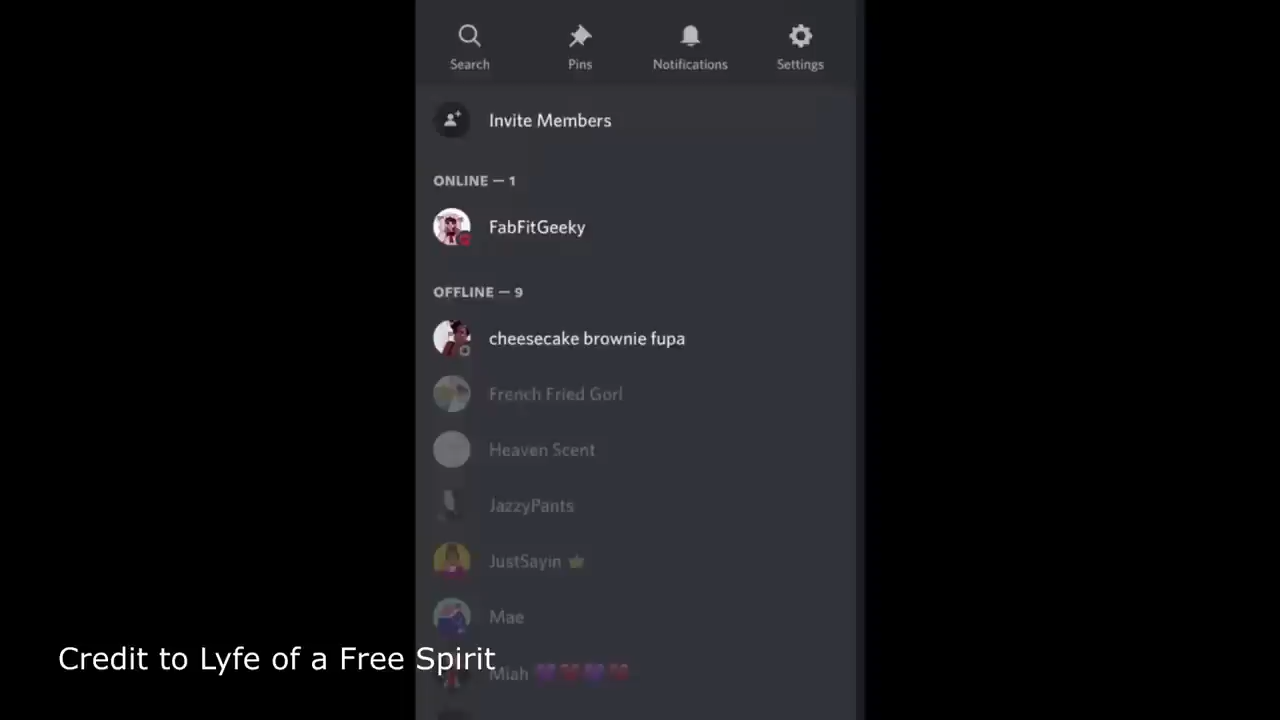 Search Pins Notifications Settings
Invite Members
ONLINE — 1
FabFitGeeky
OFFLINE — 9
cheesecake brownie fupa
French Fried Gorl
Heaven Scent
JazzyPants
JustSayin
Mae
Miah 💜❤️💜❤️
Credit to Lyfe of a Free Spirit